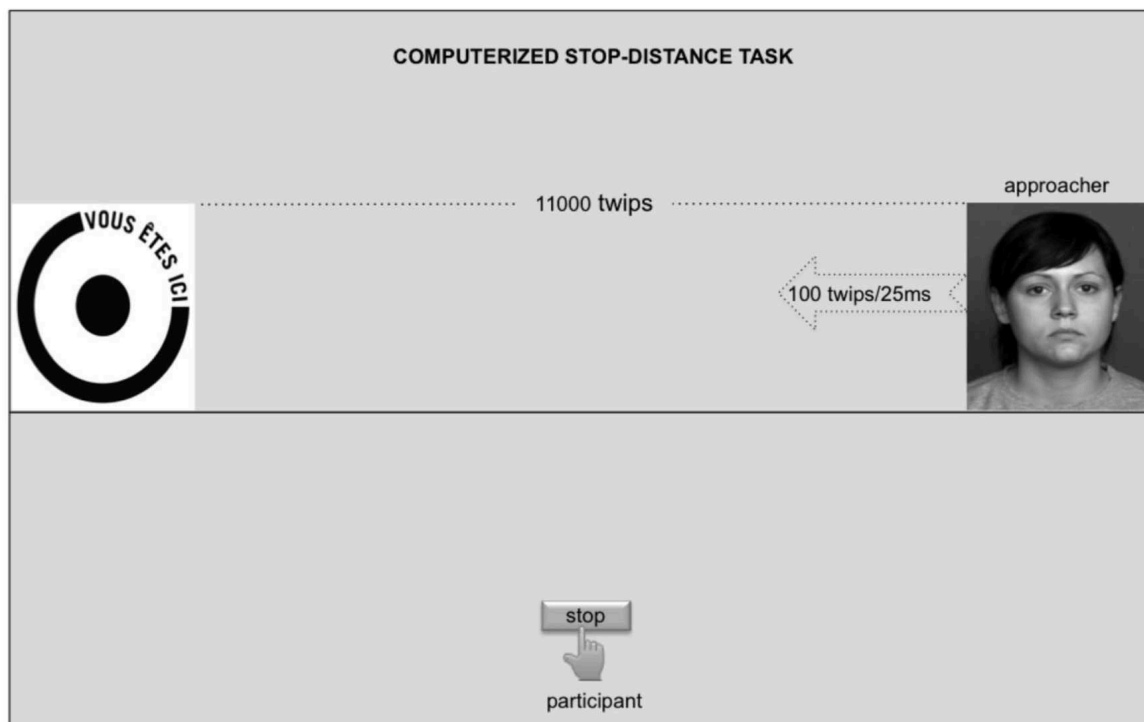 COMPUTERIZED STOP-DISTANCE TASK
approacher
11000 twips
VOUS ÊTES ICI
100 twips/25ms
stop
participant